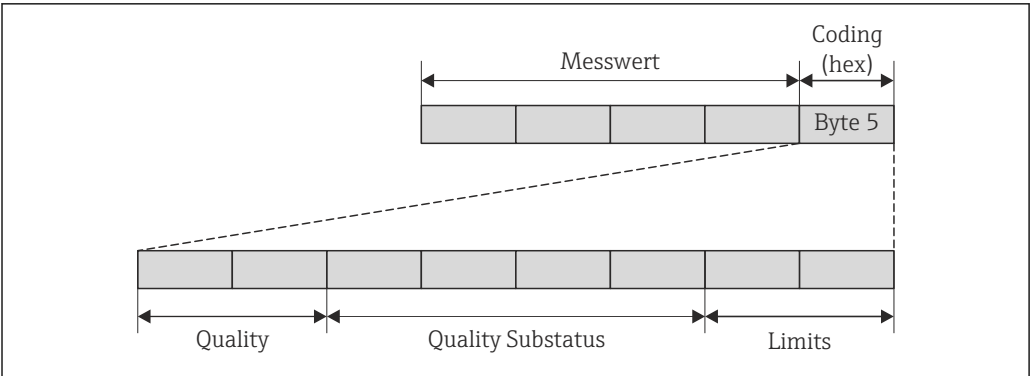 Coding
Messwert
(hex)
Byte 5
Quality
Quality Substatus
Limits